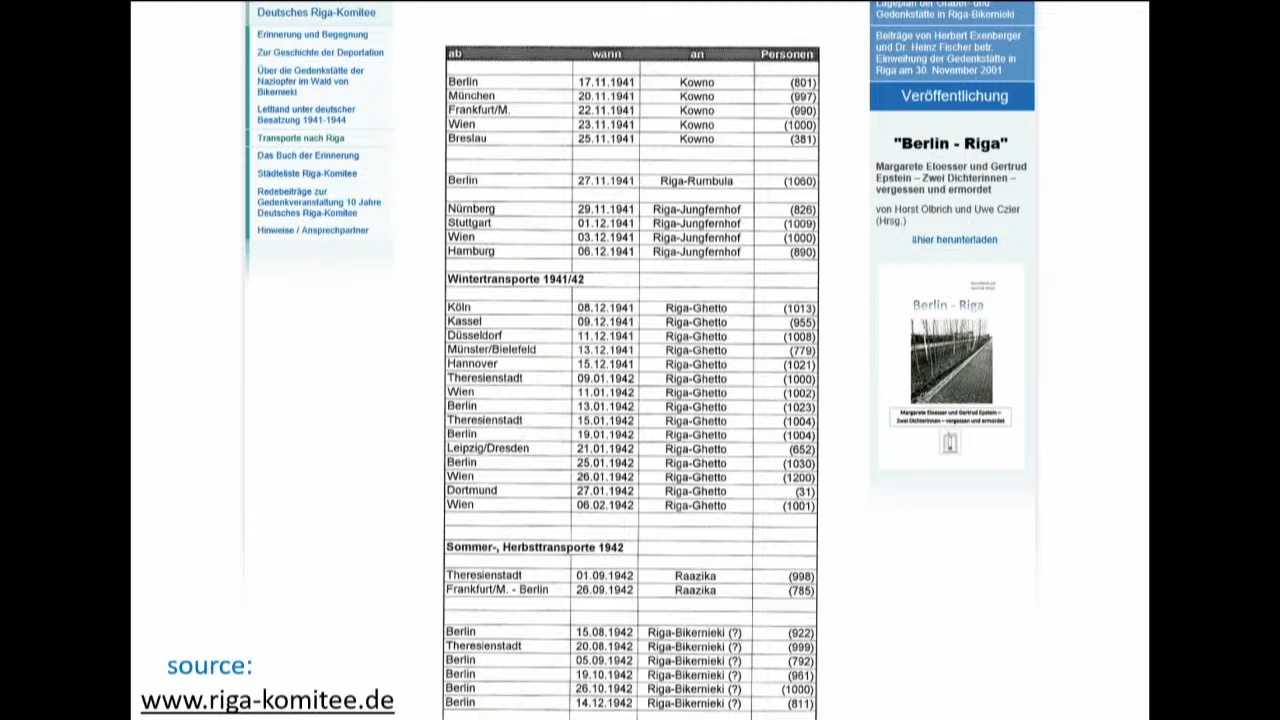 Deutsches Riga-Komitee
Erinnerung und Begegnung
Zur Geschichte der Deportation
Über die Gedenkstätte der
Naziopfer im Wald von
Bikernieki
Lettland unter deutscher
Besatzung 1941-1944
Transporte nach Riga
Das Buch der Erinnerung
Städteliste Riga-Komitee
Redebeiträge zur
Gedenkveranstaltung 10 Jahre
Deutsches Riga-Komitee
Hinweise / Ansprechpartner
ab wann an Personen
Berlin 17.11.1941 Kowno (801)
München 20.11.1941 Kowno (997)
Frankfurt/M. 22.11.1941 Kowno (990)
Wien 23.11.1941 Kowno (1000)
Breslau 25.11.1941 Kowno (381)
Berlin 27.11.1941 Riga-Rumbula (1060)
Nürnberg 29.11.1941 Riga-Jungfernhof (826)
Stuttgart 01.12.1941 Riga-Jungfernhof (1009)
Wien 03.12.1941 Riga-Jungfernhof (1000)
Hamburg 06.12.1941 Riga-Jungfernhof (890)
Wintertransporte 1941/42
Köln 08.12.1941 Riga-Ghetto (1013)
Kassel 09.12.1941 Riga-Ghetto (955)
Düsseldorf 11.12.1941 Riga-Ghetto (1008)
Münster/Bielefeld 13.12.1941 Riga-Ghetto (779)
Hannover 15.12.1941 Riga-Ghetto (1021)
Theresienstadt 09.01.1942 Riga-Ghetto (1000)
Wien 11.01.1942 Riga-Ghetto (1002)
Berlin 13.01.1942 Riga-Ghetto (1023)
Theresienstadt 15.01.1942 Riga-Ghetto (1004)
Berlin 19.01.1942 Riga-Ghetto (1004)
Leipzig/Dresden 21.01.1942 Riga-Ghetto (652)
Berlin 25.01.1942 Riga-Ghetto (1030)
Wien 26.01.1942 Riga-Ghetto (1200)
Dortmund 27.01.1942 Riga-Ghetto (31)
Wien 06.02.1942 Riga-Ghetto (1001)
Sommer-, Herbsttransporte 1942
Theresienstadt 01.09.1942 Raazika (998)
Frankfurt/M. - Berlin 26.09.1942 Raazika (785)
Berlin 15.08.1942 Riga-Bikernieki (?) (922)
Theresienstadt 20.08.1942 Riga-Bikernieki (?) (999)
Berlin 05.09.1942 Riga-Bikernieki (?) (792)
Berlin 19.10.1942 Riga-Bikernieki (?) (961)
Berlin 26.10.1942 Riga-Bikernieki (?) (1000)
Berlin 14.12.1942 Riga-Bikernieki (?) (811)
Lageplan der Gräber- und
Gedenkstätte in Riga-Bikernieki
Beiträge von Herbert Exenberger
und Dr. Heinz Fischer betr.
Einweihung der Gedenkstätte in
Riga am 30. November 2001
Veröffentlichung
"Berlin - Riga"
Margarete Eloesser und Gertrud
Epstein – Zwei Dichterinnen –
vergessen und ermordet
von Horst Olbrich und Uwe Czier
(Hrsg.)
hier herunterladen
Berlin - Riga
Margarete Eloesser und Gertrud Epstein –
Zwei Dichterinnen – vergessen und ermordet
source:
www.riga-komitee.de